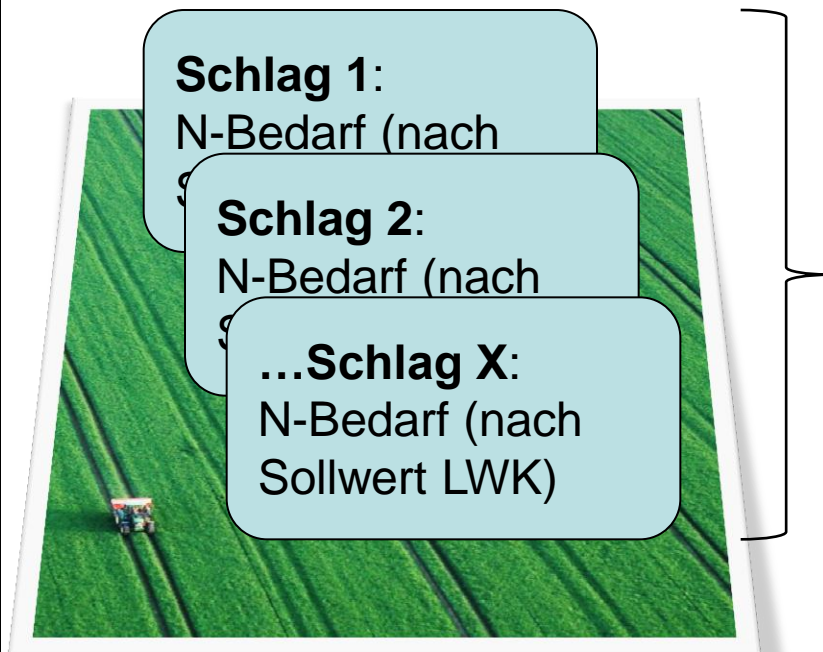 Schlag 1:
N-Bedarf (nach
Schlag 2:
N-Bedarf (nach
...Schlag X:
N-Bedarf (nach
Sollwert LWK)